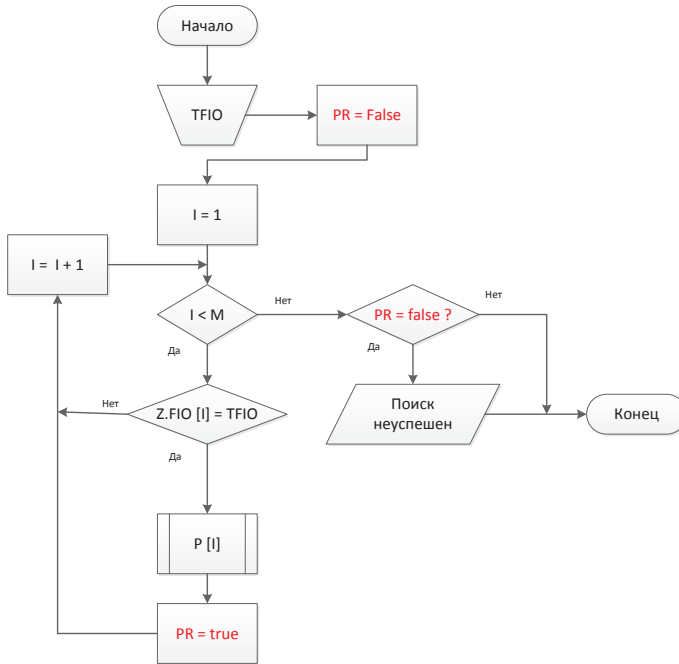 Начало
TFIO
PR = False
I = 1
I = I + 1
I < M
Нет
PR = false ?
Нет
Да
Да
Поиск
неуспешен
Конец
Нет
Z.FIO [I] = TFIO
Да
P [I]
PR = true